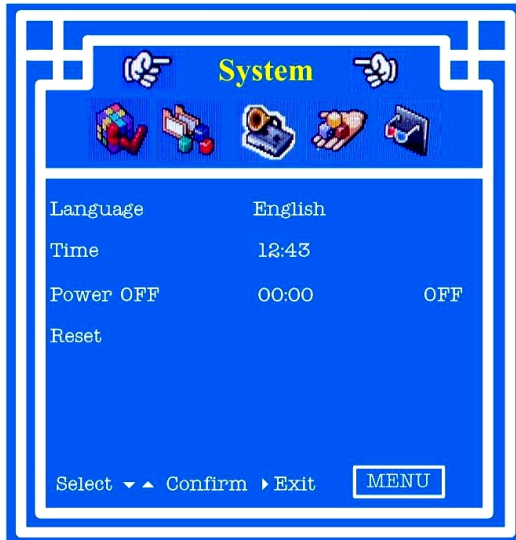 System
Language English
Time 12:43
Power OFF 00:00 OFF
Reset
Select ▾ ▴ Confirm ▸ Exit MENU